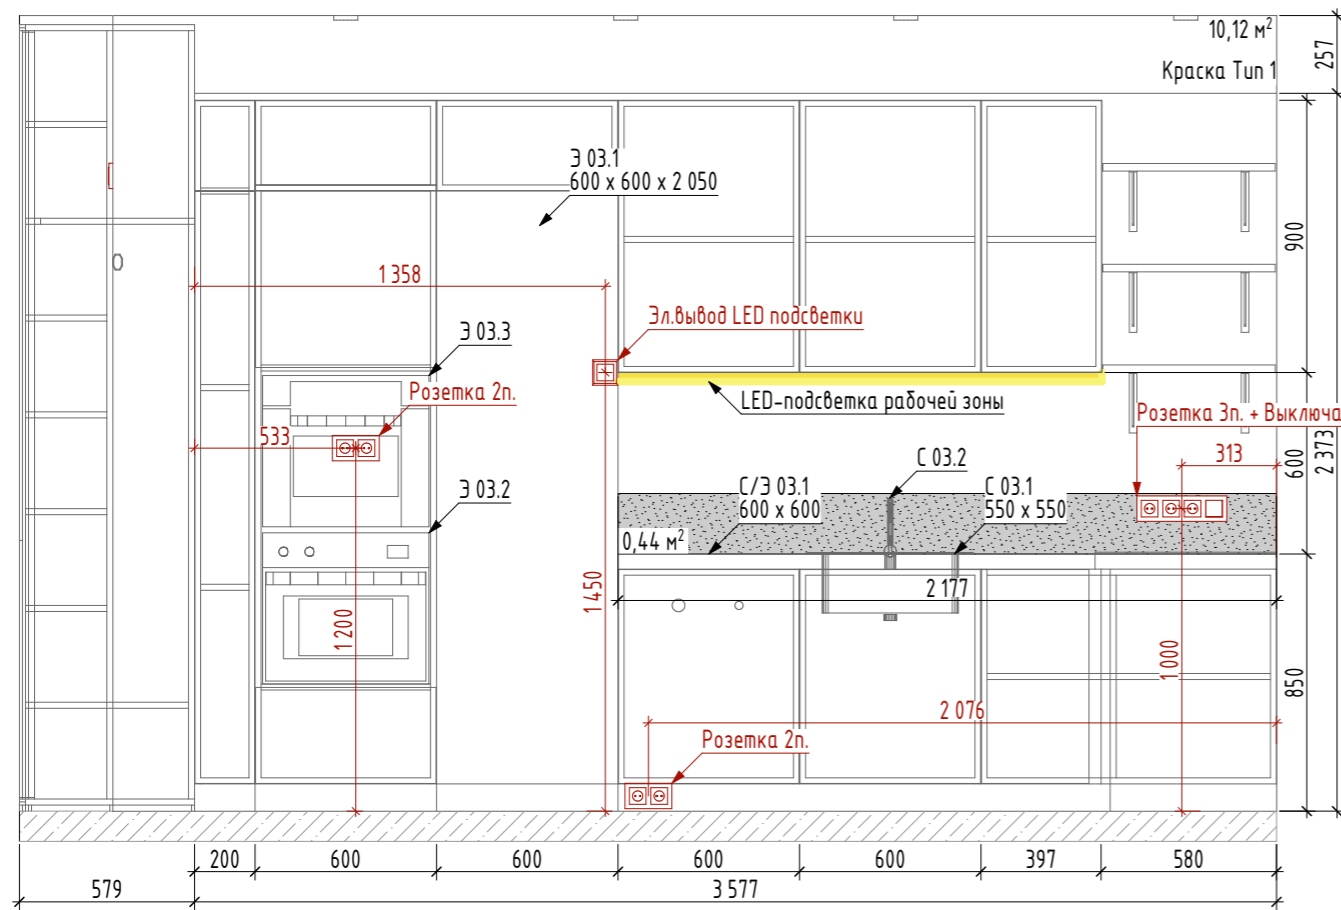 10,12 м²
257
Краска Тип 1
Э 03.1
600 x 600 x 2 050
900
1 358
Эл.вывод LED подсветки
Э 03.3
Розетка 2п.
LED-подсветка рабочей зоны
Розетка 3п. + Выключа
533
313
600
2 373
С 03.2
С/Э 03.1
600 x 600
С 03.1
550 x 550
Э 03.2
0,44 м²
2 177
1 450
1 200
1 000
850
2 076
Розетка 2п.
200
600
600
600
600
397
580
579
3 577